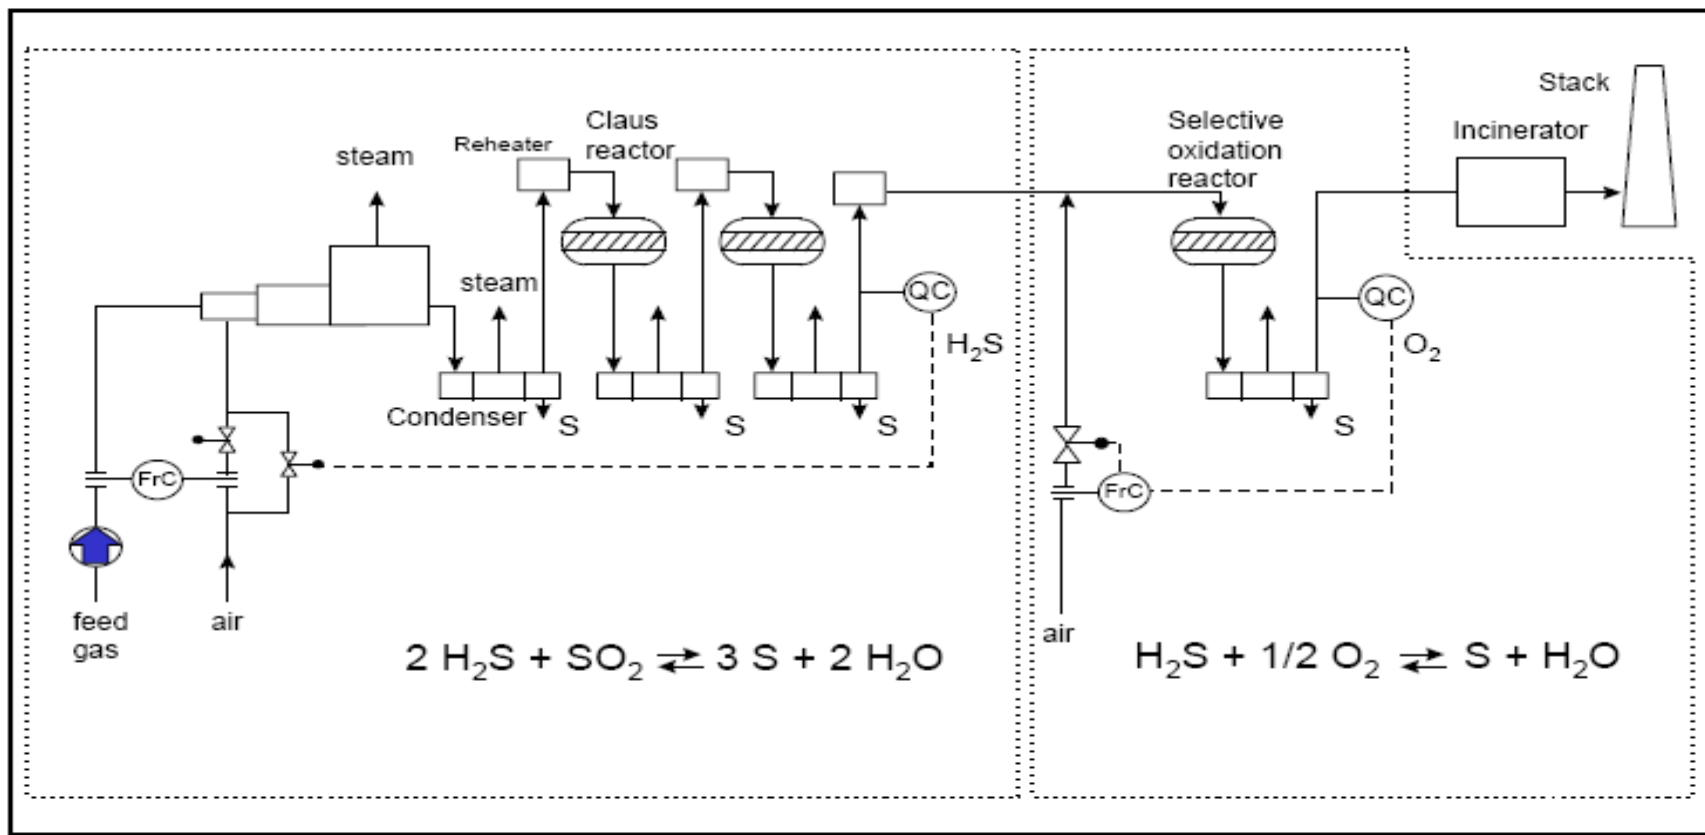 Stack
Incinerator
Claus
reactor
Selective
oxidation
reactor
Reheater
steam
steam
QC
H₂S
QC
O₂
Condenser
S
S
S
S
FrC
FrC
feed
gas
air
air
2 H₂S + SO₂ ⇌ 3 S + 2 H₂O
H₂S + 1/2 O₂ ⇌ S + H₂O